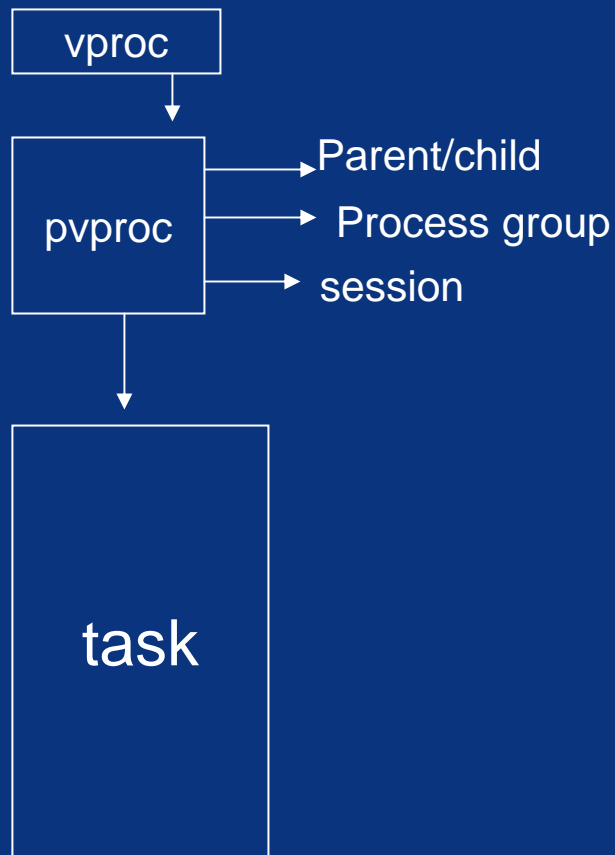 vproc
Parent/child
pvproc
Process group
session
task